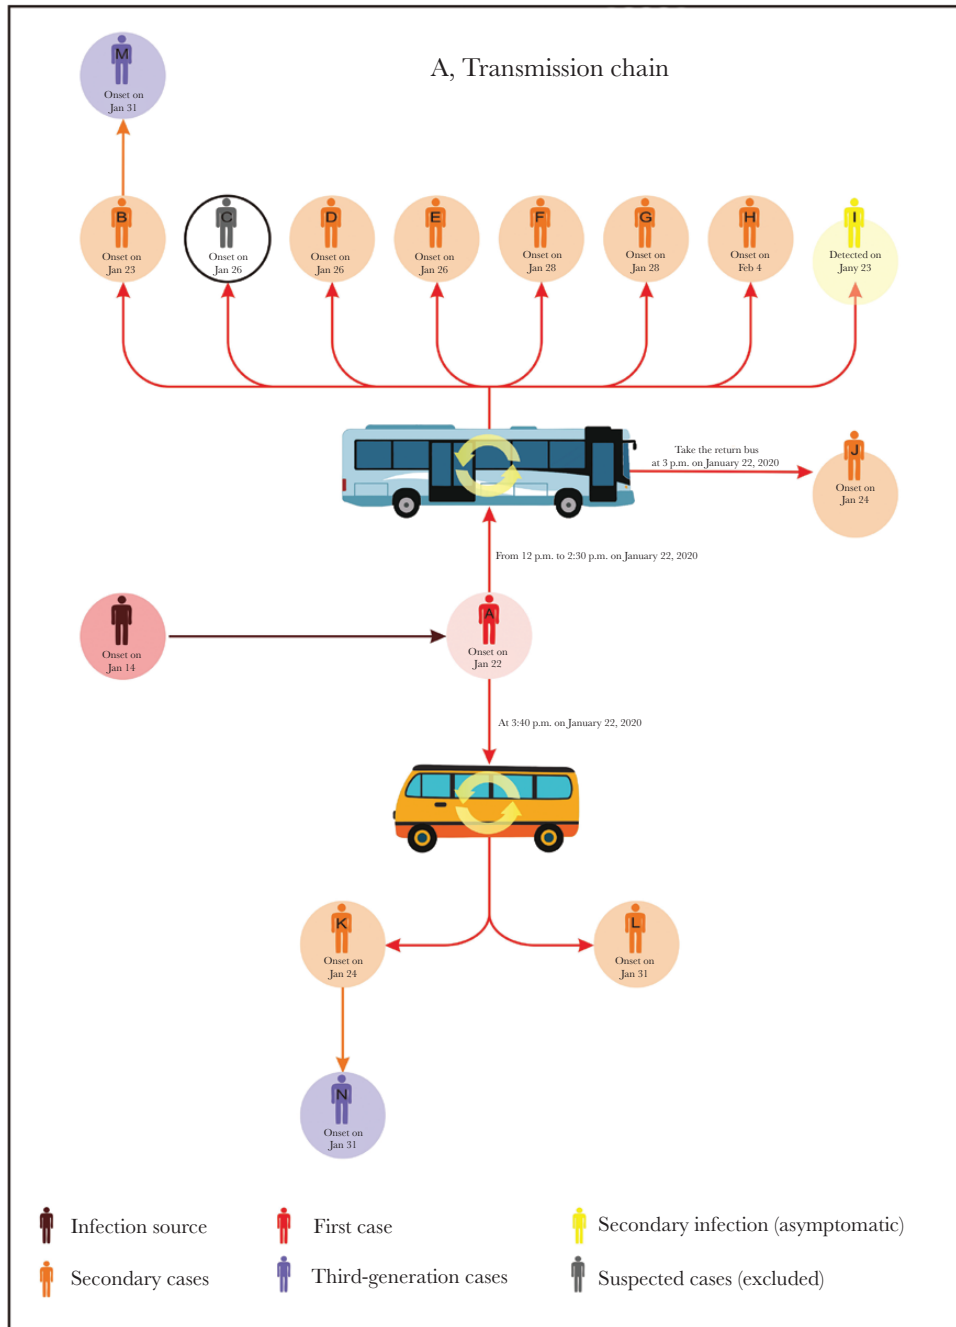 A, Transmission chain
M
Onset on
Jan 31
B
Onset on
Jan 23
C
Onset on
Jan 26
D
Onset on
Jan 26
E
Onset on
Jan 26
F
Onset on
Jan 28
G
Onset on
Jan 28
H
Onset on
Feb 4
I
Detected on
Jany 23
Take the return bus
at 3 p.m. on January 22, 2020
J
Onset on
Jan 24
From 12 p.m. to 2:30 p.m. on January 22, 2020
Onset on
Jan 14
A
Onset on
Jan 22
At 3:40 p.m. on January 22, 2020
K
Onset on
Jan 24
L
Onset on
Jan 31
N
Onset on
Jan 31
Infection source
First case
Secondary infection (asymptomatic)
Secondary cases
Third-generation cases
Suspected cases (excluded)